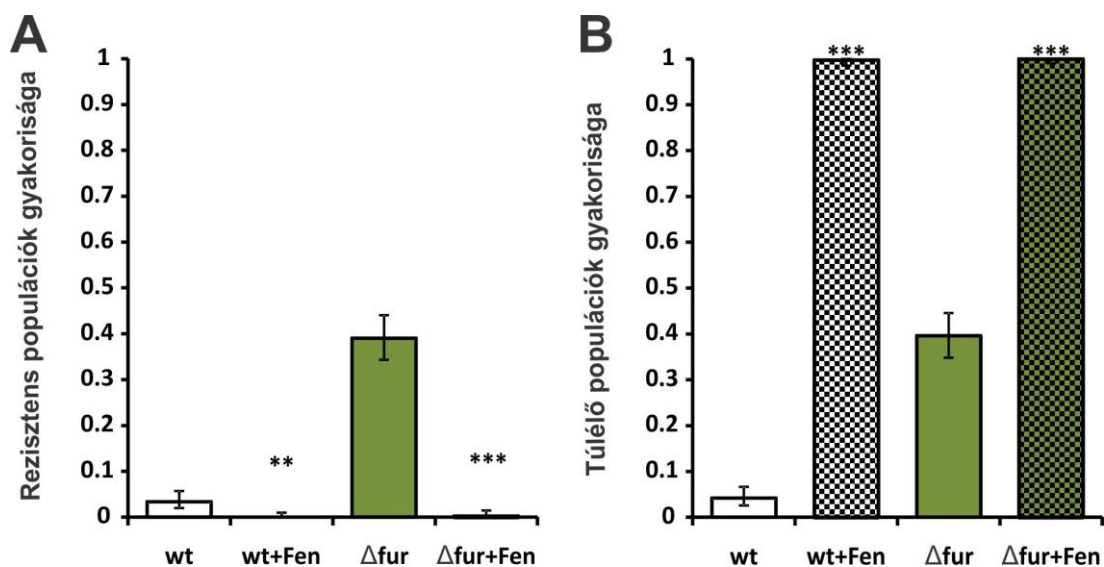 A
Rezisztens populációk gyakorisága
1
0.9
0.8
0.7
0.6
0.5
0.4
0.3
0.2
0.1
0
**
***
wt
wt+Fen
Δfur
Δfur+Fen
B
Túlélő populációk gyakorisága
1
0.9
0.8
0.7
0.6
0.5
0.4
0.3
0.2
0.1
0
***
***
wt
wt+Fen
Δfur
Δfur+Fen